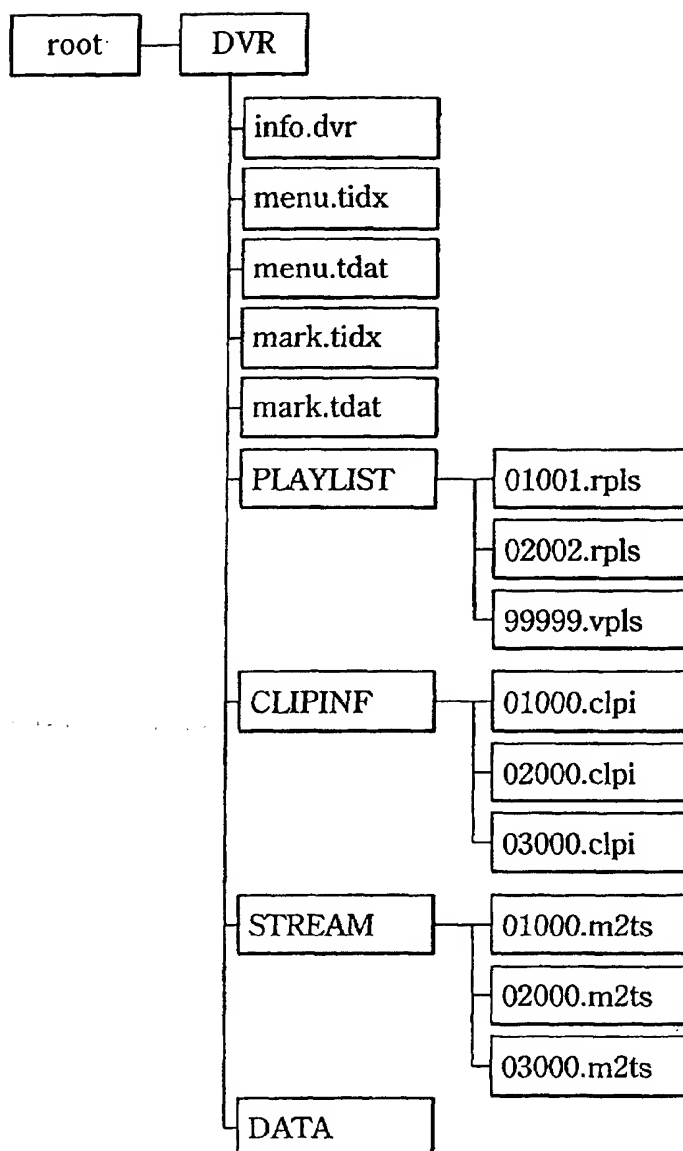 root DVR
info.dvr
menu.tidx
menu.tdat
mark.tidx
mark.tdat
PLAYLIST 01001.rpls
02002.rpls
99999.vpls
CLIPINF 01000.clpi
02000.clpi
03000.clpi
STREAM 01000.m2ts
02000.m2ts
03000.m2ts
DATA